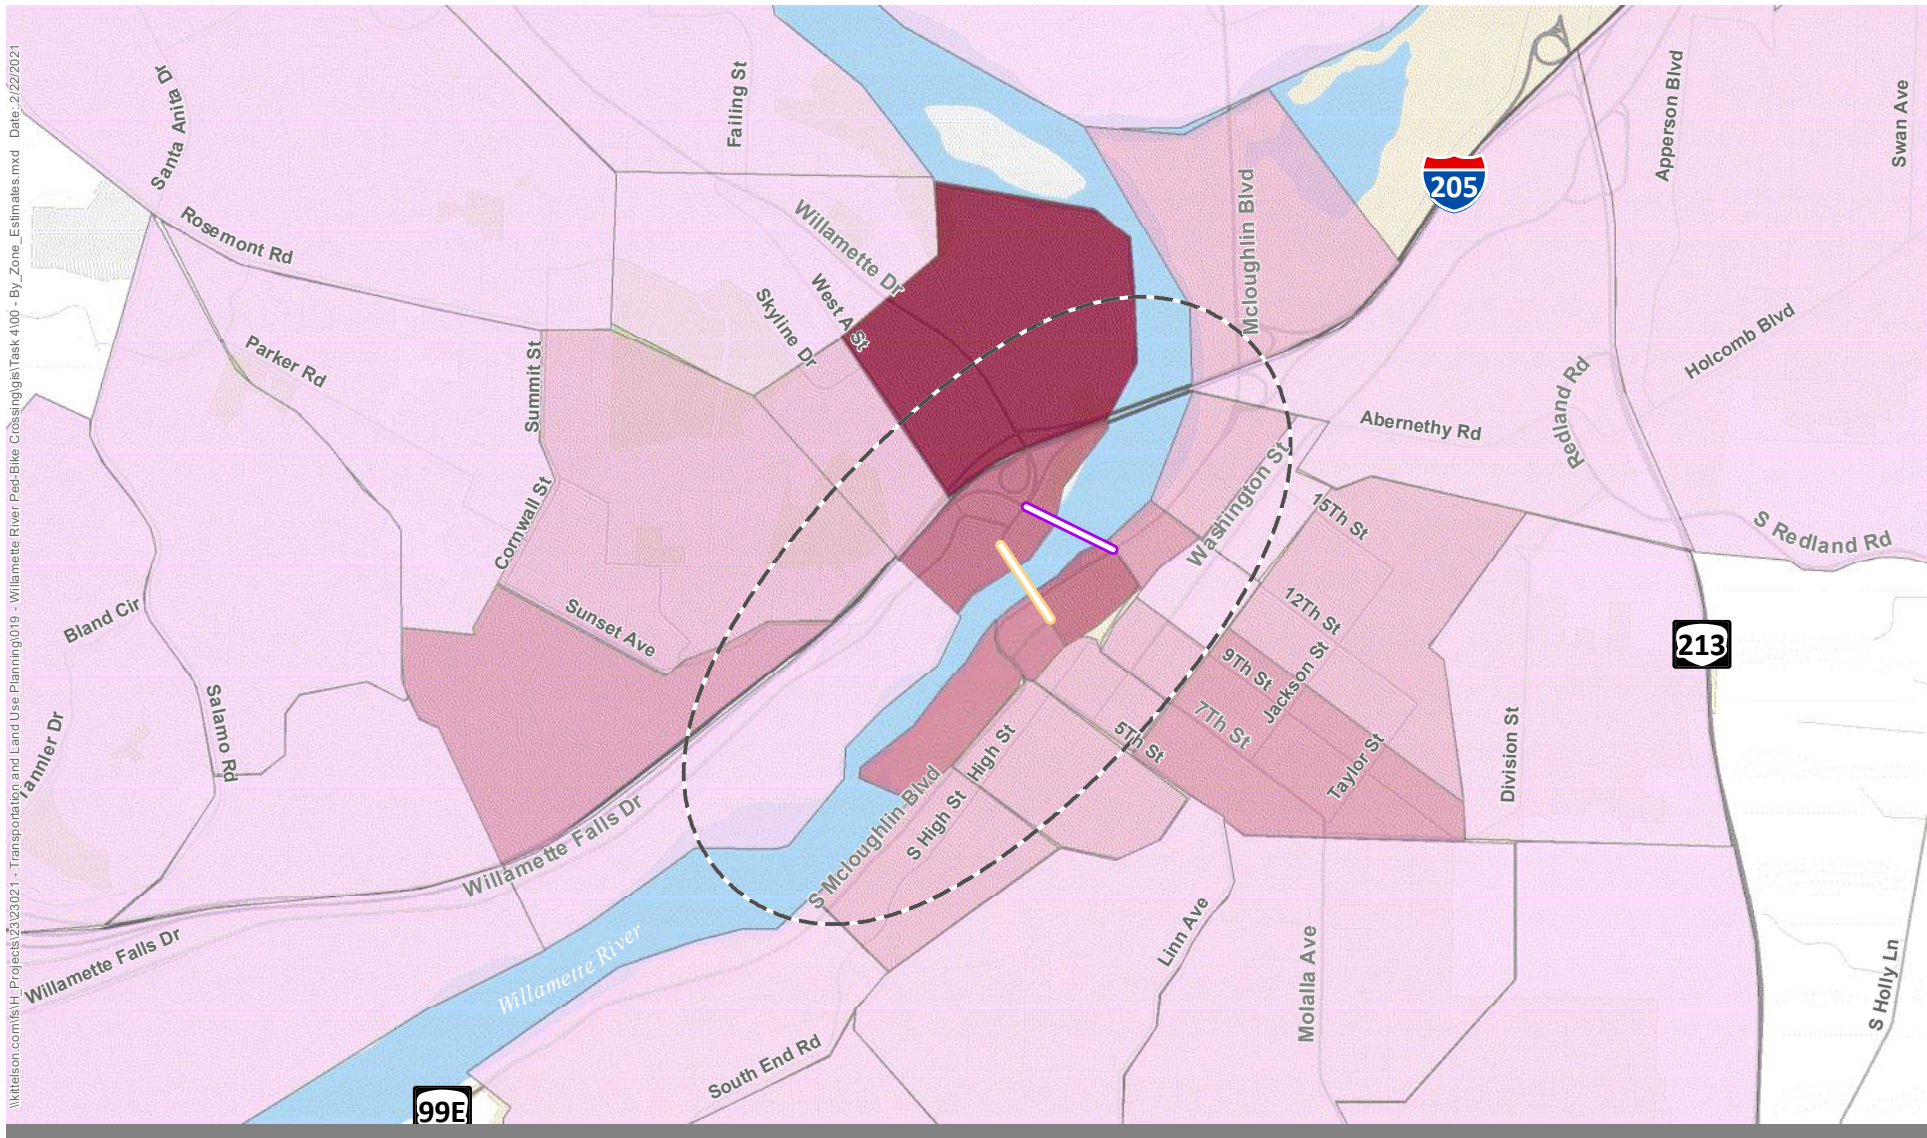 \\kittelson.com\fs\H_Projects\23\23021 - Transportation and Land Use Planning\019 - Willamette River Ped-Bike Crossing\gis\Task 4\00 - By_Zone_Estimates.mxd Date: 2/22/2021
Santa Anita Dr
Failing St
Apperson Blvd
Swan Ave
205
Rosemont Rd
Willamette Dr
Mcloughlin Blvd
West A St
Skyline Dr
Parker Rd
Summit St
Holcomb Blvd
Redland Rd
Abernethy Rd
Washington St
Cornwall St
15Th St
S Redland Rd
Bland Cir
Sunset Ave
12Th St
213
9Th St
Jackson St
Salamo Rd
annler Dr
7Th St
5Th St
High St
Division St
Taylor St
S High St
S Mcloughlin Blvd
Willamette Falls Dr
Willamette Falls Dr
Willamette River
Linn Ave
Molalla Ave
S Holly Ln
South End Rd
99E